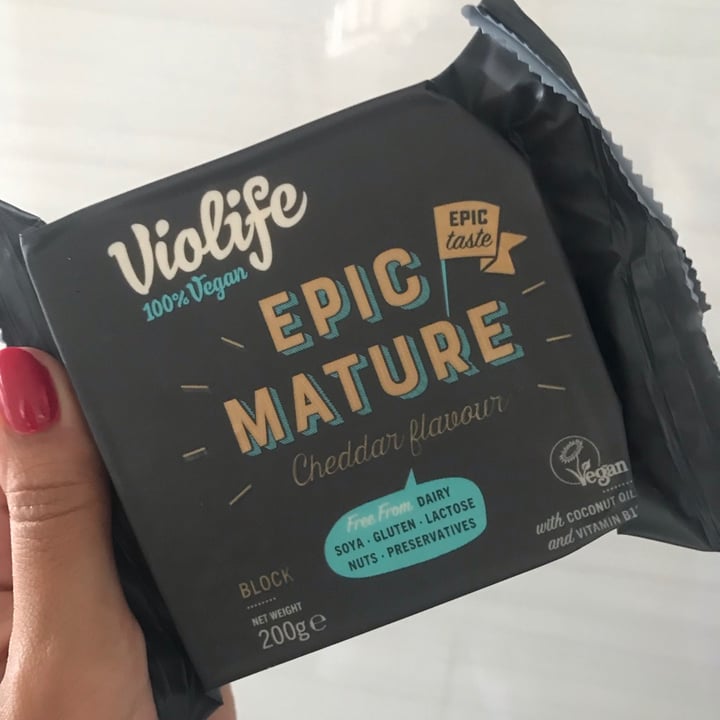 Violife
100% Vegan
EPIC
taste
EPIC
MATURE
Cheddar flavour
Free From DAIRY
SOYA · GLUTEN · LACTOSE
NUTS · PRESERVATIVES
Vegan
with COCONUT OIL
and VITAMIN B1
BLOCK
NET WEIGHT
200g e